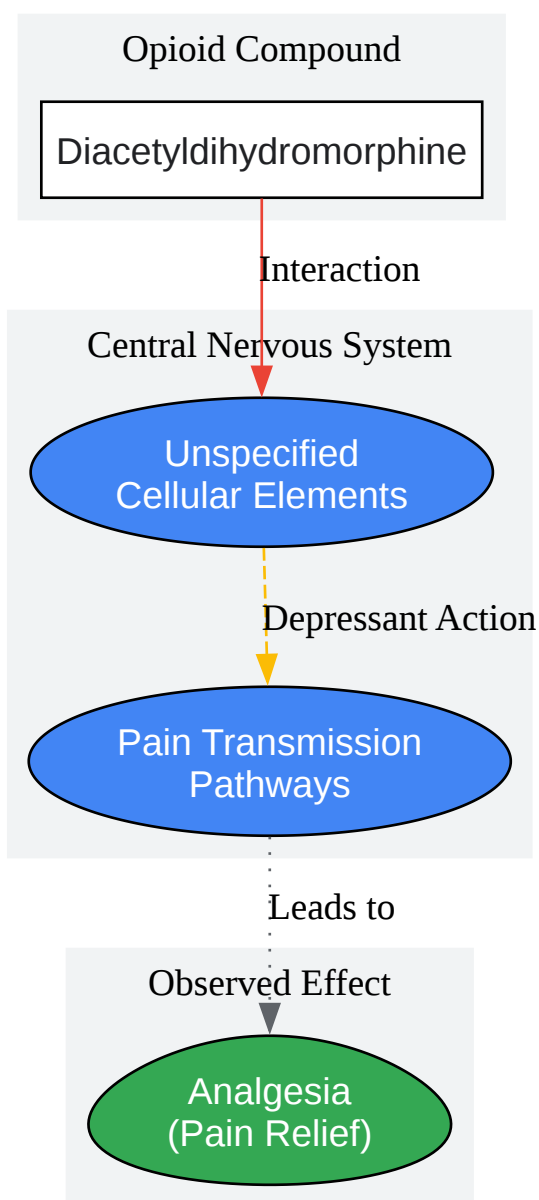 Opioid Compound
Diacetyldihydromorphine
Interaction
Central Nervous System
Unspecified
Cellular Elements
Depressant Action
Pain Transmission
Pathways
Leads to
Observed Effect
Analgesia
(Pain Relief)